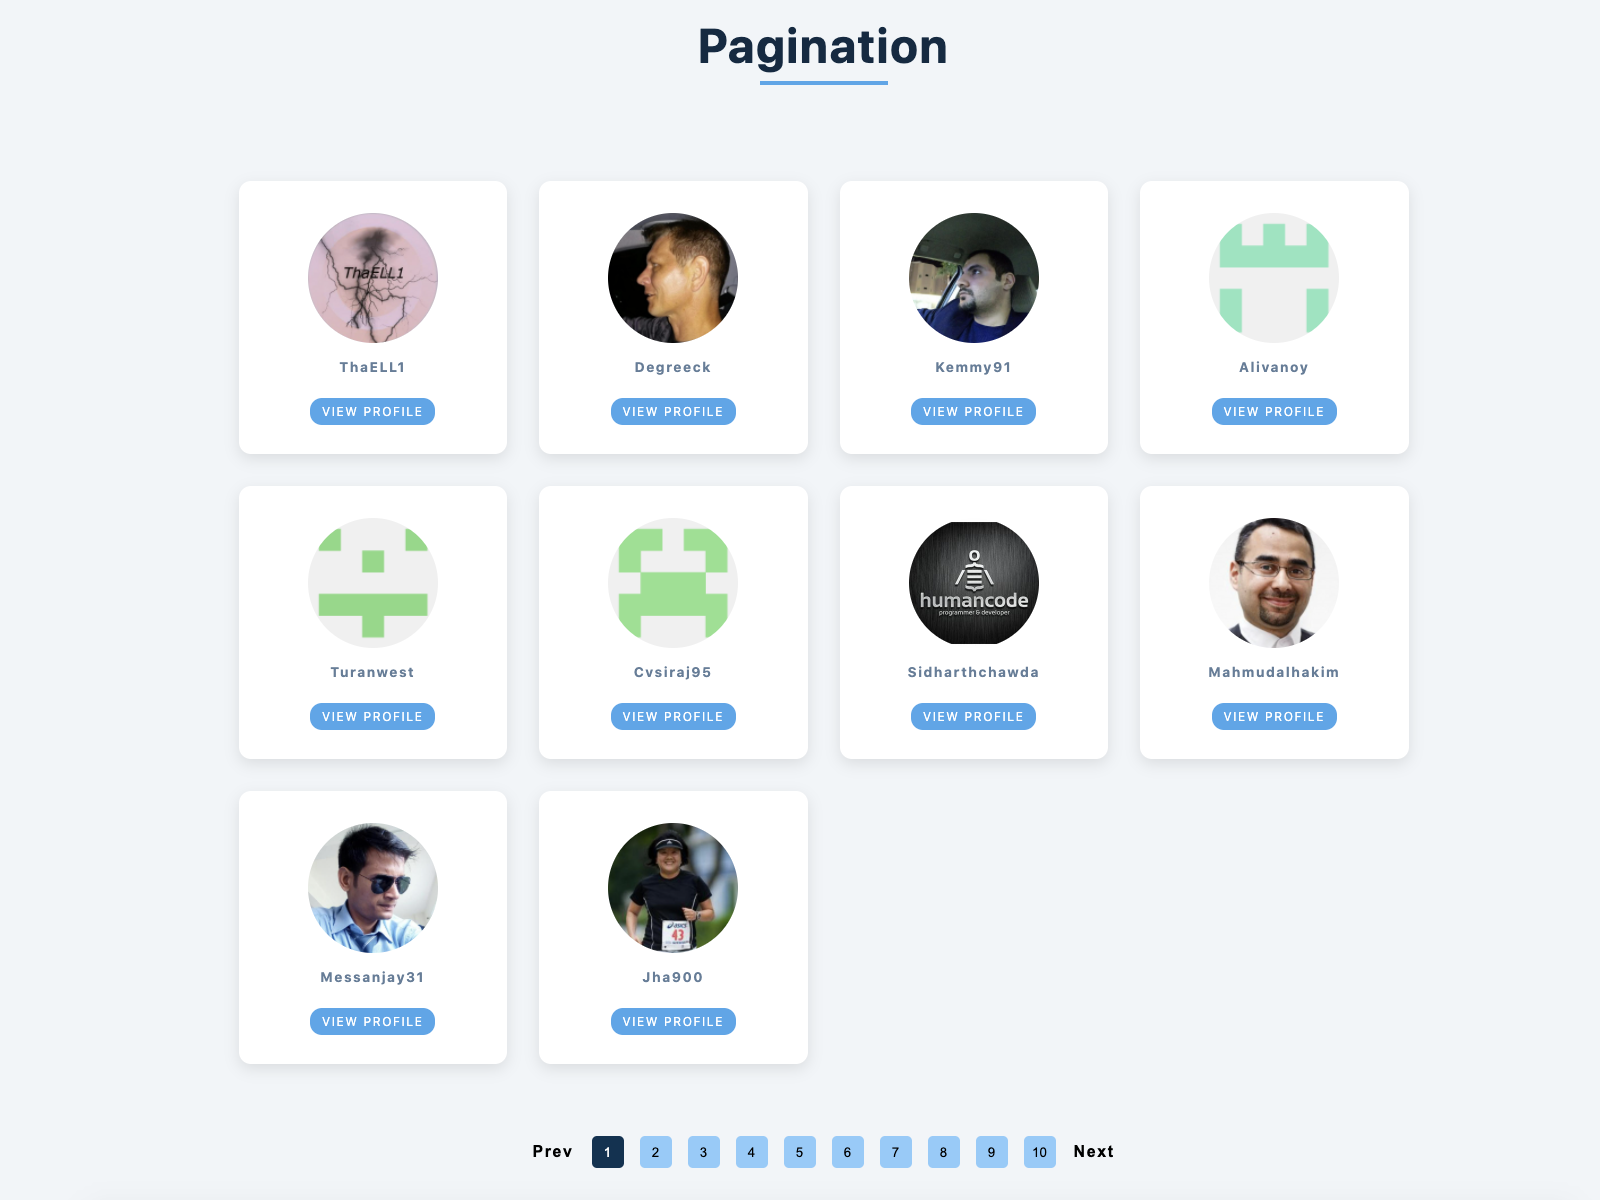 Pagination
ThaELL1
ThaELL1
VIEW PROFILE
Degreeck
VIEW PROFILE
Kemmy91
VIEW PROFILE
Alivanoy
VIEW PROFILE
Turanwest
VIEW PROFILE
Cvsiraj95
VIEW PROFILE
humancode
programmer & developer
Sidharthchawda
VIEW PROFILE
Mahmudalhakim
VIEW PROFILE
Messanjay31
VIEW PROFILE
asics
43
Jha900
VIEW PROFILE
Prev 1 2 3 4 5 6 7 8 9 10 Next